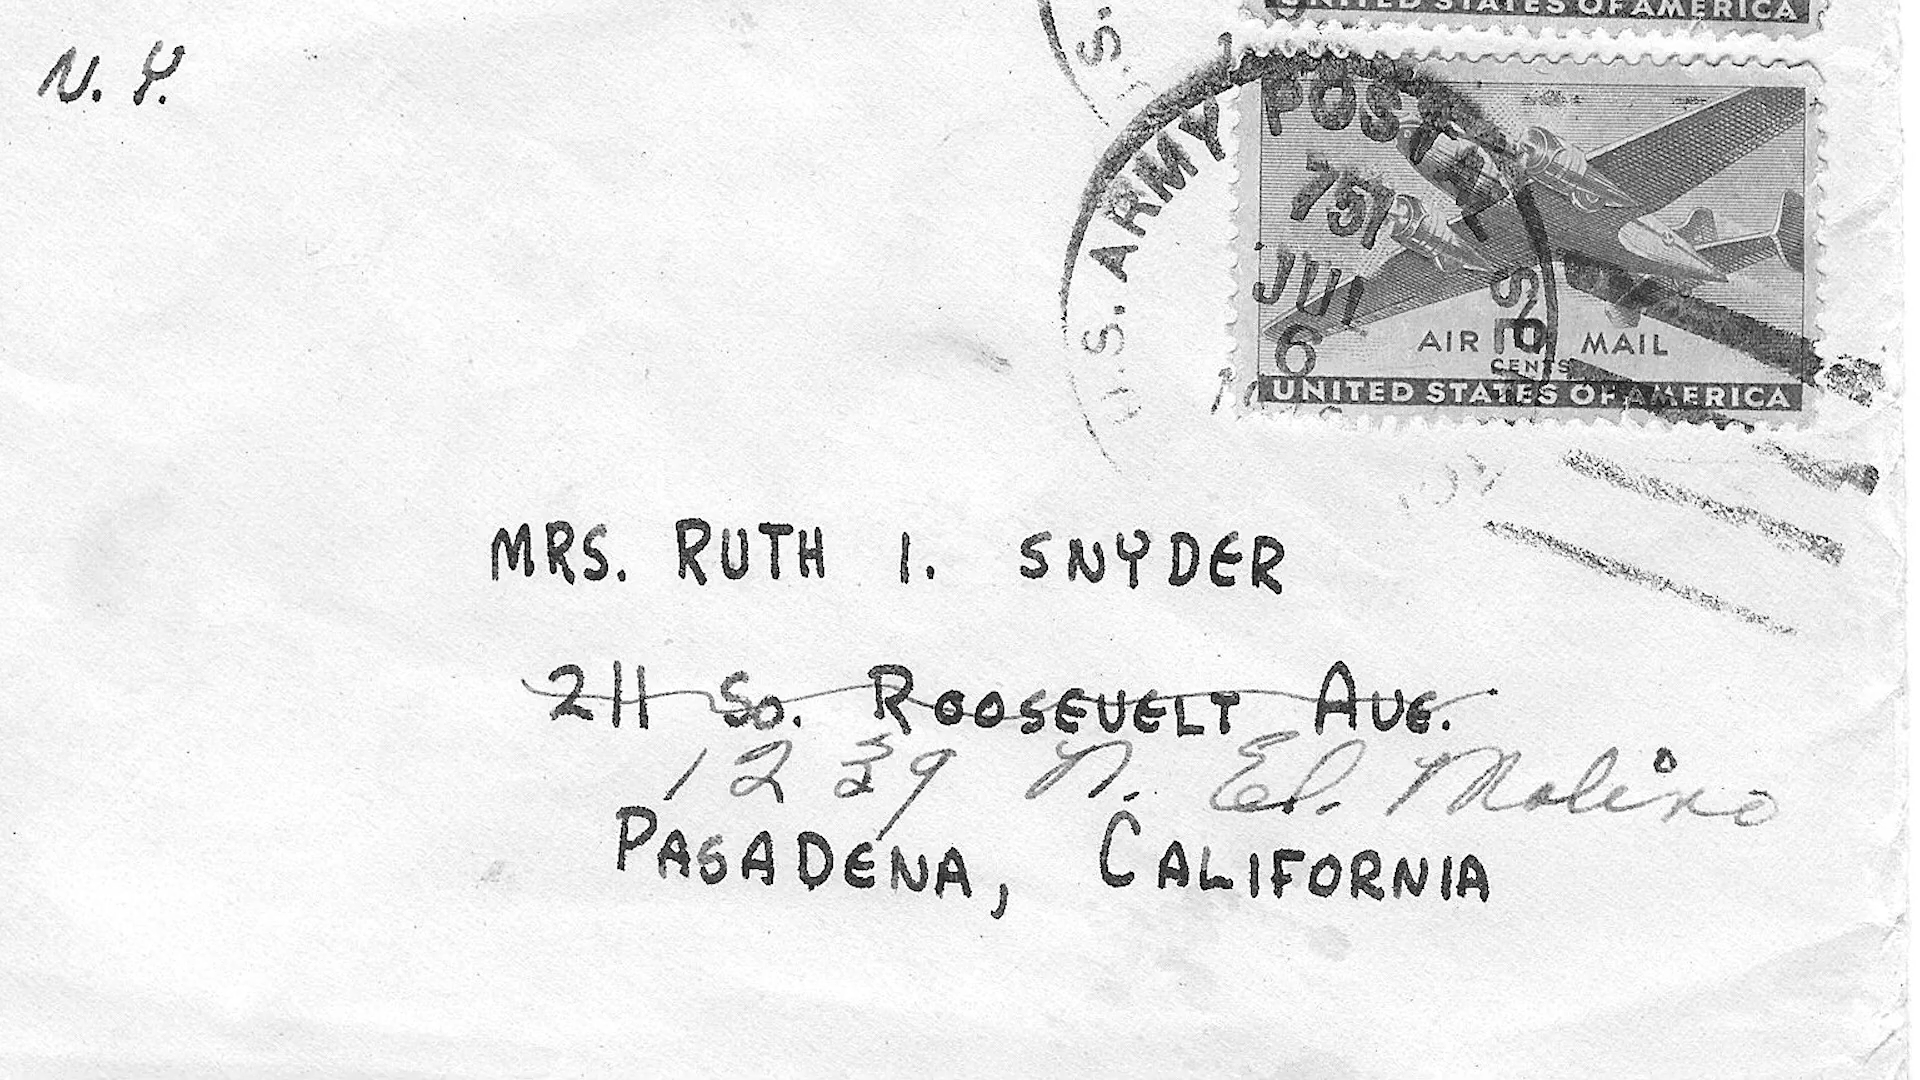 UNITED STATES OF AMERICA
N. Y.
U.S. ARMY POSTAL
751
JUL
6
AIR MAIL
CENTS
UNITED STATES OF AMERICA
MRS. RUTH I. SNYDER
211 So. ROOSEVELT AVE.
1239 N. El. Molino
PASADENA, CALIFORNIA